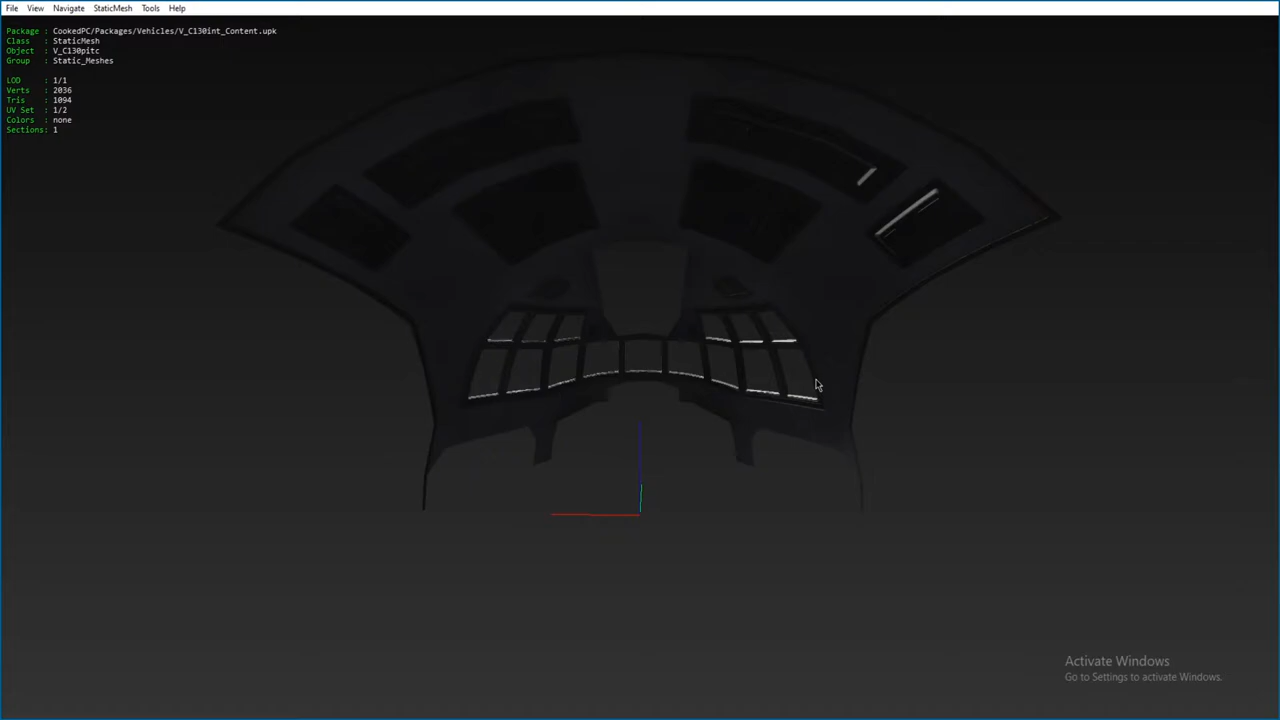 File View Navigate StaticMesh Tools Help
Package : CookedPC/Packages/Vehicles/V_C130int_Content.upk
Class : StaticMesh
Object : V_C130pitc
Group : Static_Meshes
LOD : 1/1
Verts : 2036
Tris : 1094
UV Set : 1/2
Colors : none
Sections: 1
Activate Windows
Go to Settings to activate Windows.